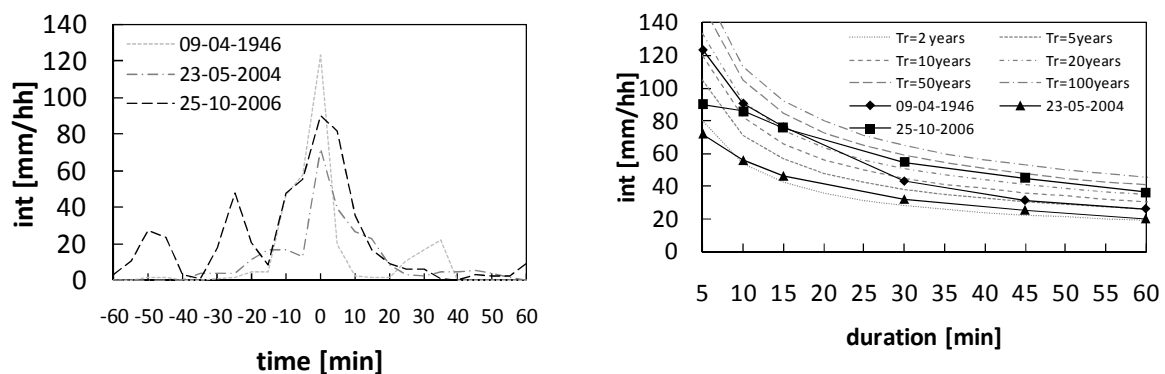 140
120
100
80
60
40
20
0
int [mm/hh]
09-04-1946
23-05-2004
25-10-2006
-60 -50 -40 -30 -20 -10 0 10 20 30 40 50 60
time [min]
140
120
100
80
60
40
20
0
int [mm/hh]
Tr=2 years Tr=5years
Tr=10years Tr=20years
Tr=50years Tr=100years
09-04-1946 23-05-2004
25-10-2006
5 10 15 20 25 30 35 40 45 50 55 60
duration [min]